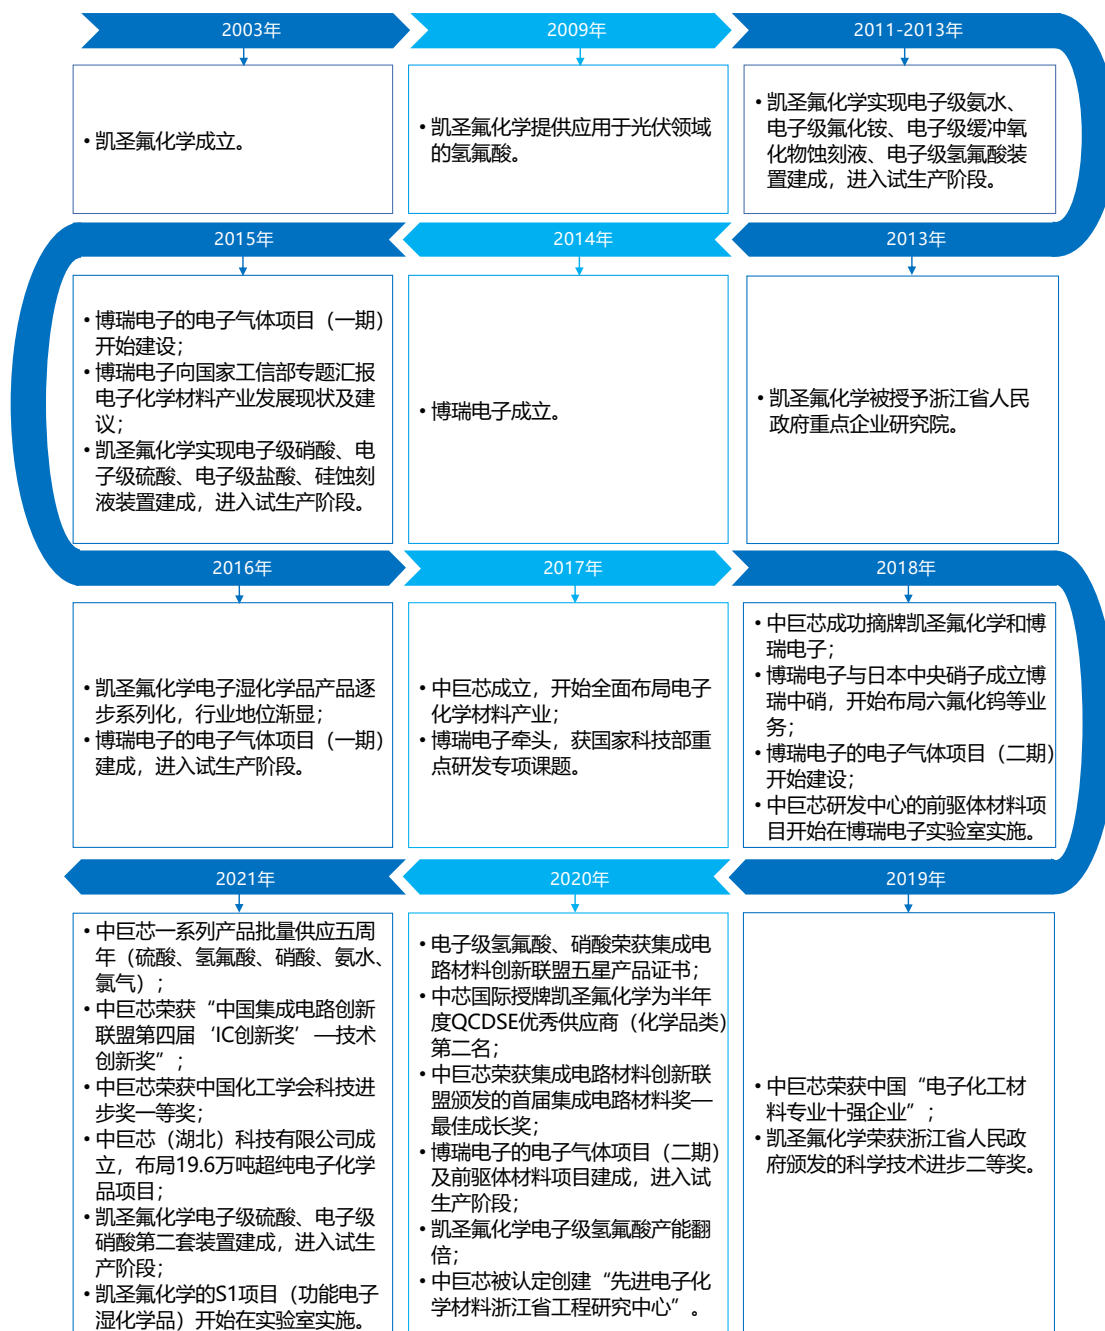 2003年
• 凯圣氟化学成立。
2009年
• 凯圣氟化学提供应用于光伏领域
的氢氟酸。
2011-2013年
• 凯圣氟化学实现电子级氨水、
电子级氟化铵、电子级缓冲氧
化物蚀刻液、电子级氢氟酸装
置建成，进入试生产阶段。
2013年
• 凯圣氟化学被授予浙江省人民
政府重点企业研究院。
2014年
• 博瑞电子成立。
2015年
• 博瑞电子的电子气体项目（一期）
开始建设；
• 博瑞电子向国家工信部专题汇报
电子化学材料产业发展现状及建
议；
• 凯圣氟化学实现电子级硝酸、电
子级硫酸、电子级盐酸、硅蚀刻
液装置建成，进入试生产阶段。
2016年
• 凯圣氟化学电子湿化学品产品逐
步系列化，行业地位渐显；
• 博瑞电子的电子气体项目（一期）
建成，进入试生产阶段。
2017年
• 中巨芯成立，开始全面布局电子
化学材料产业；
• 博瑞电子牵头，获国家科技部重
点研发专项课题。
2018年
• 中巨芯成功摘牌凯圣氟化学和博
瑞电子；
• 博瑞电子与日本中央硝子成立博
瑞中硝，开始布局六氟化钨等业
务；
• 博瑞电子的电子气体项目（二期）
开始建设；
• 中巨芯研发中心的前驱体材料项
目开始在博瑞电子实验室实施。
2019年
• 中巨芯荣获中国“电子化工材
料专业十强企业”；
• 凯圣氟化学荣获浙江省人民政
府颁发的科学技术进步二等奖。
2020年
• 电子级氢氟酸、硝酸荣获集成电
路材料创新联盟五星产品证书；
• 中芯国际授牌凯圣氟化学为半年
度QCDSE优秀供应商（化学品类）
第二名；
• 中巨芯荣获集成电路材料创新联
盟颁发的首届集成电路材料奖—
最佳成长奖；
• 博瑞电子的电子气体项目（二期）
及前驱体材料项目建成，进入试
生产阶段；
• 凯圣氟化学电子级氢氟酸产能翻
倍；
• 中巨芯被认定创建“先进电子化
学材料浙江省工程研究中心”。
2021年
• 中巨芯一系列产品批量供应五周
年（硫酸、氢氟酸、硝酸、氨水、
氯气）；
• 中巨芯荣获“中国集成电路创新
联盟第四届‘IC创新奖’—技术
创新奖”；
• 中巨芯荣获中国化工学会科技进
步奖一等奖；
• 中巨芯（湖北）科技有限公司成
立，布局19.6万吨超纯电子化学
品项目；
• 凯圣氟化学电子级硫酸、电子级
硝酸第二套装置建成，进入试生
产阶段；
• 凯圣氟化学的S1项目（功能电子
湿化学品）开始在实验室实施。